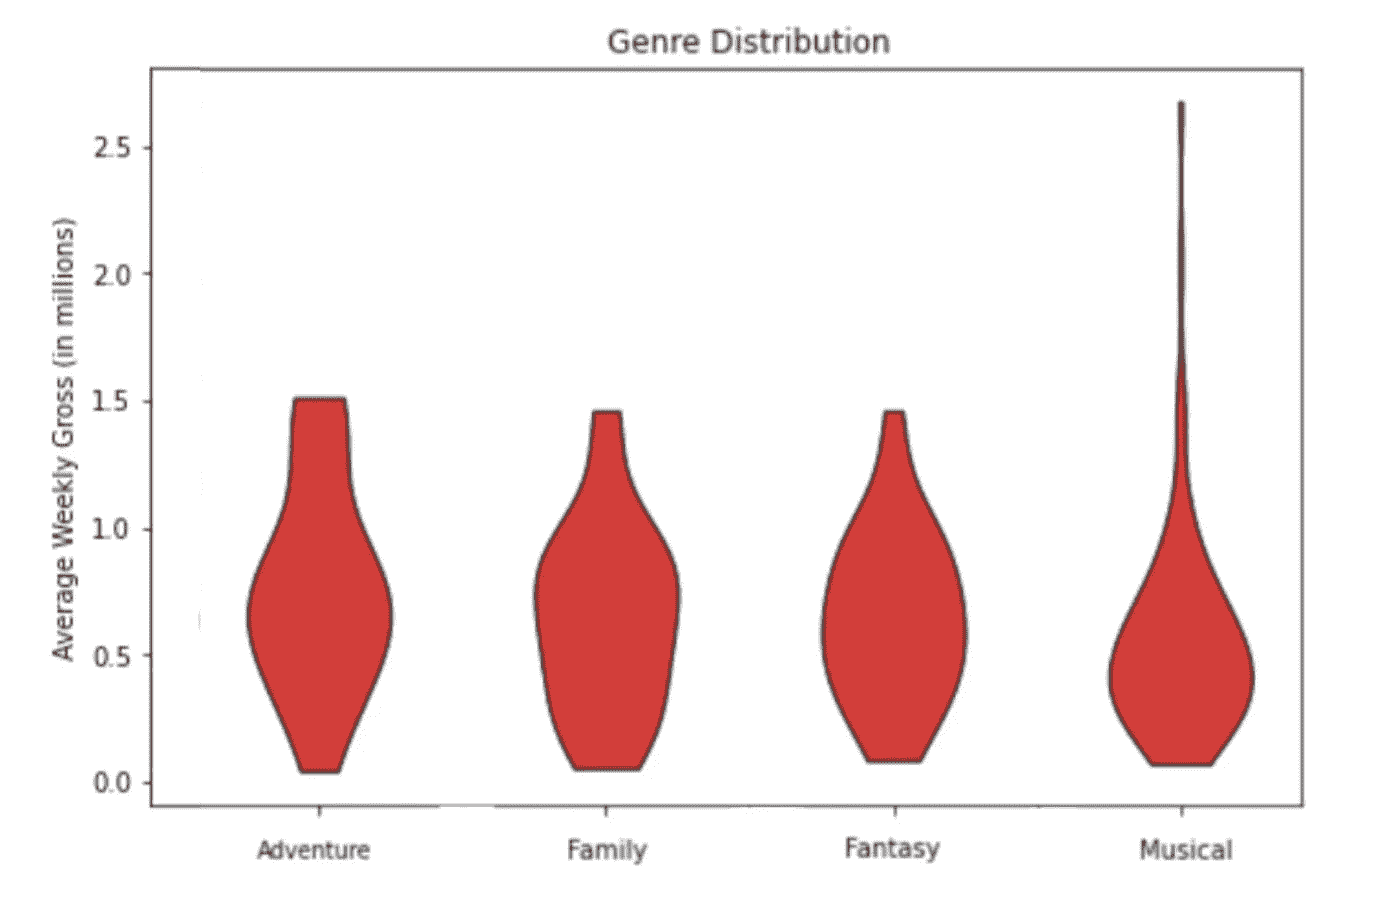 Genre Distribution
Average Weekly Gross (in millions)
2.5
2.0
1.5
1.0
0.5
0.0
Adventure
Family
Fantasy
Musical